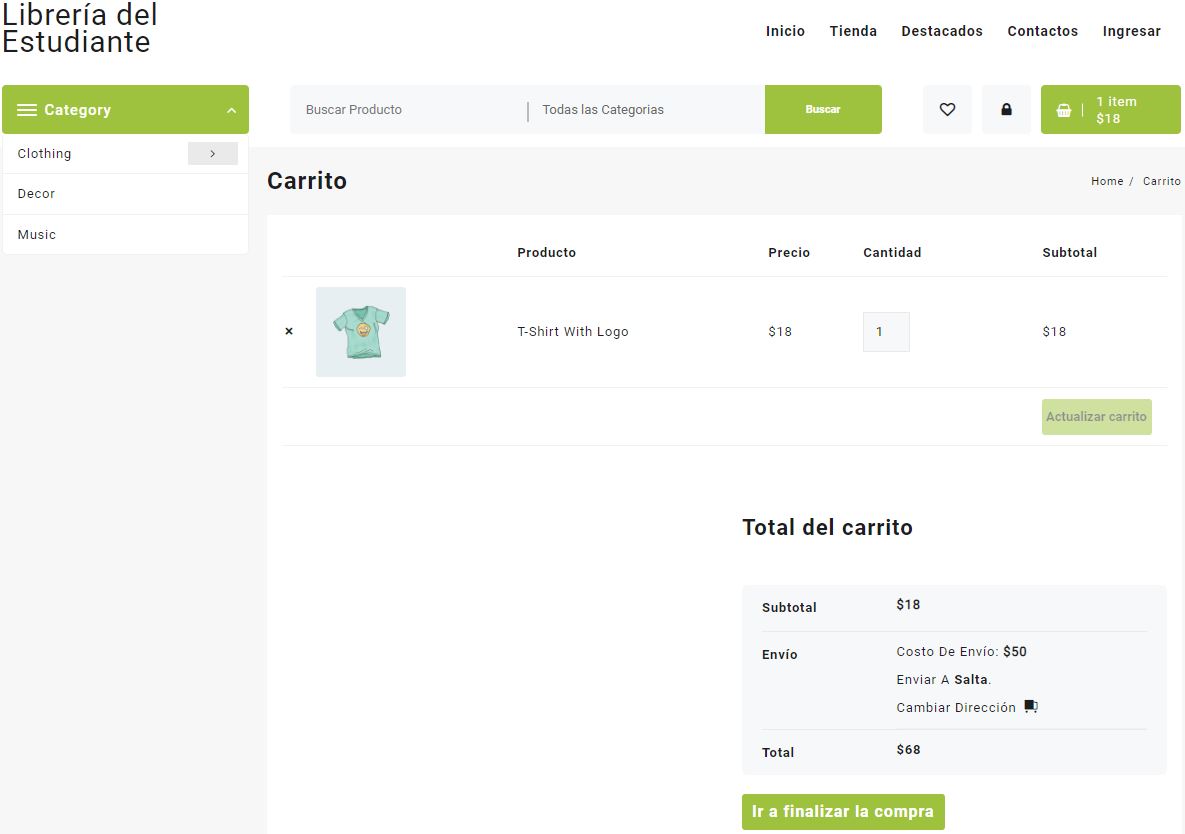 Librería del
Estudiante
Inicio Tienda Destacados Contactos Ingresar
Category
Buscar Producto Todas las Categorias Buscar
1 item
$18
Clothing
Decor
Music
Carrito
Home / Carrito
Producto Precio Cantidad Subtotal
× T-Shirt With Logo $18 1 $18
Actualizar carrito
Total del carrito
Subtotal $18
Envío Costo De Envío: $50
Enviar A Salta.
Cambiar Dirección
Total $68
Ir a finalizar la compra